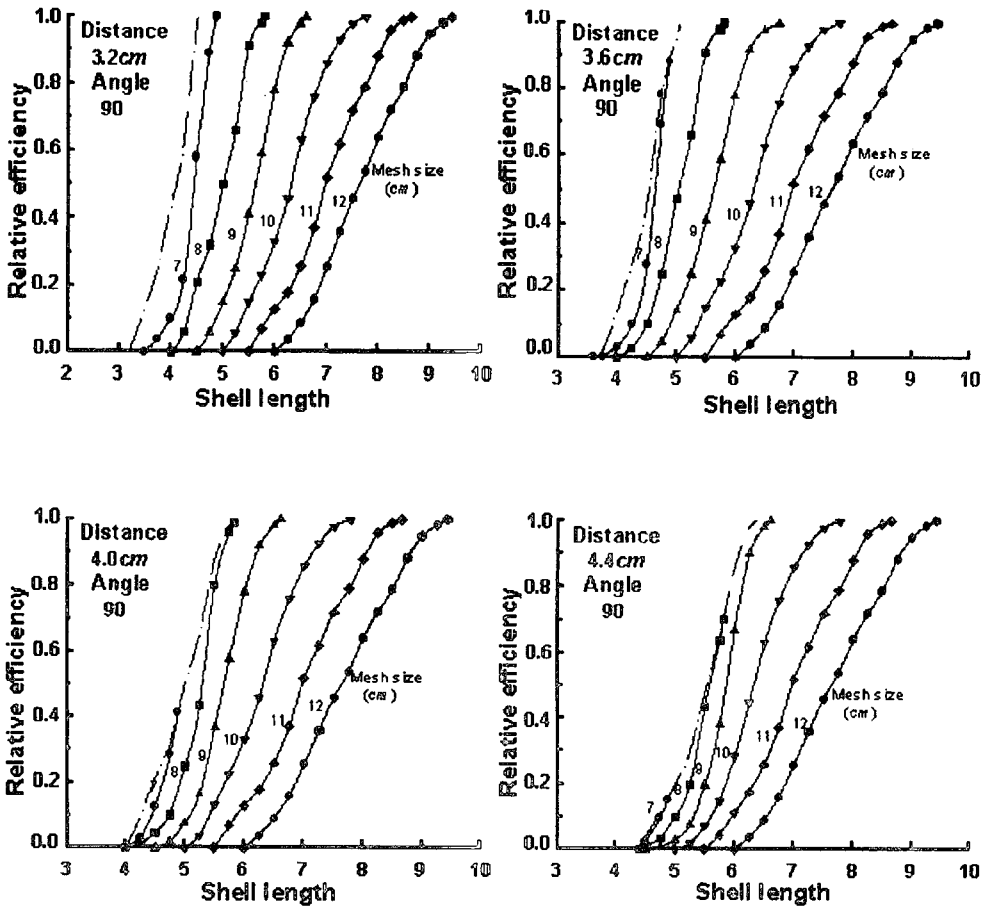 Distance
3.2cm
Angle
90
Relative efficiency
1.0
0.8
0.6
0.4
0.2
0.0
7
8
9
10
11
12
Mesh size
(cm)
2 3 4 5 6 7 8 9 10
Shell length
Distance
3.6cm
Angle
90
Relative efficiency
1.0
0.8
0.6
0.4
0.2
0.0
7
8
9
10
11
12
Mesh size
(cm)
3 4 5 6 7 8 9 10
Shell length
Distance
4.0cm
Angle
90
Relative efficiency
1.0
0.8
0.6
0.4
0.2
0.0
8
9
10
11
12
Mesh size
(cm)
3 4 5 6 7 8 9 10
Shell length
Distance
4.4cm
Angle
90
Relative efficiency
1.0
0.8
0.6
0.4
0.2
0.0
7
8
9
10
11
12
Mesh size
(cm)
3 4 5 6 7 8 9 10
Shell length